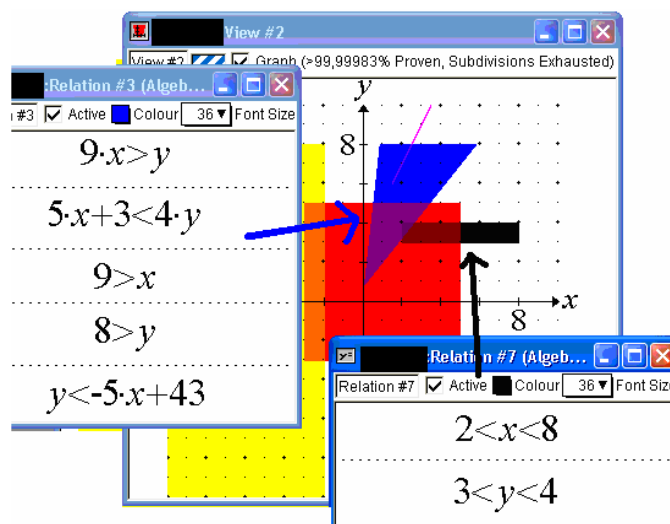 View #2
View #2 Graph (>99,99983% Proven, Subdivisions Exhausted)
:Relation #3 (Algeb...
#3 Active Colour 36 Font Size
9·x>y
5·x+3<4·y
9>x
8>y
y<-5·x+43
y
8
8
x
:Relation #7 (Algeb...
Relation #7 Active Colour 36 Font Size
2<x<8
3<y<4